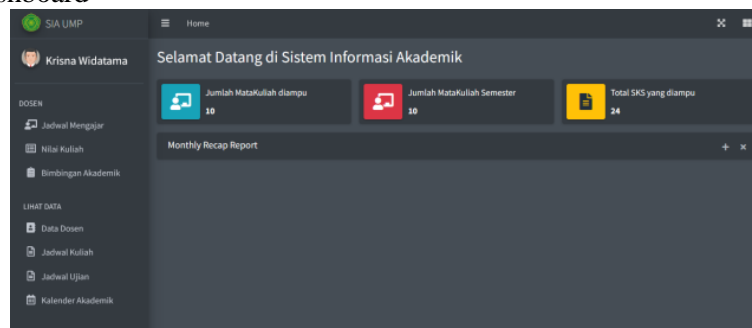 shboard
SIA UMP
Home
Krisna Widatama
Selamat Datang di Sistem Informasi Akademik
Jumlah MataKuliah diampu
10
Jumlah MataKuliah Semester
10
Total SKS yang diampu
24
DOSEN
Jadwal Mengajar
Nilai Kuliah
Bimbingan Akademik
Monthly Recap Report
LIHAT DATA
Data Dosen
Jadwal Kuliah
Jadwal Ujian
Kalender Akademik